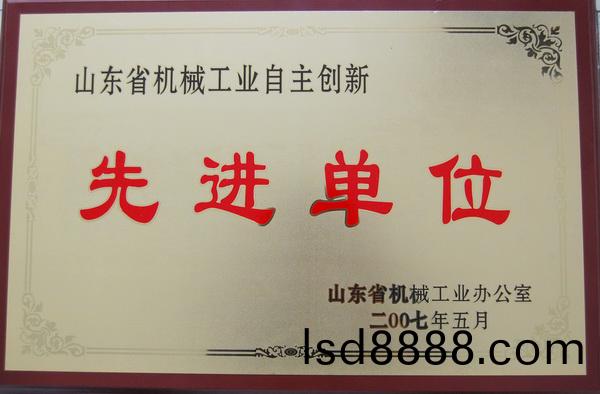 山东省机械工业自主创新
先进单位
山东省机械工业办公室
二00七年五月
lsd8888.com